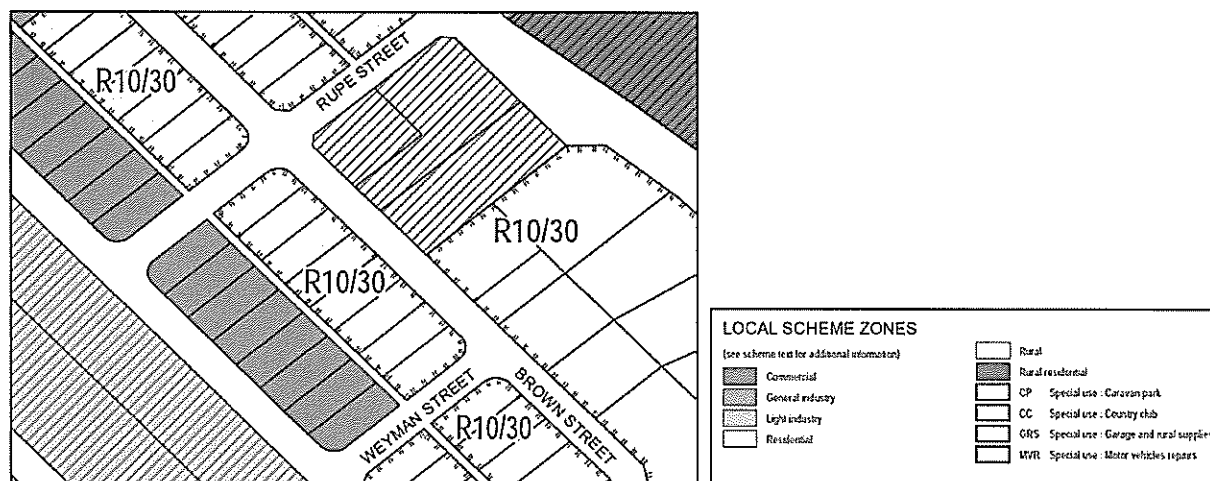 R10/30
RUPE STREET
R10/30
R10/30
WEYMAN STREET
BROWN STREET
R10/30
LOCAL SCHEME ZONES
(see scheme text for additional information)
Commercial
General industry
Light industry
Residential
Rural
Rural residential
CP Special use : Caravan park
CC Special use : Country club
GRS Special use : Garage and rural supplies
MVR Special use : Motor vehicles repairs